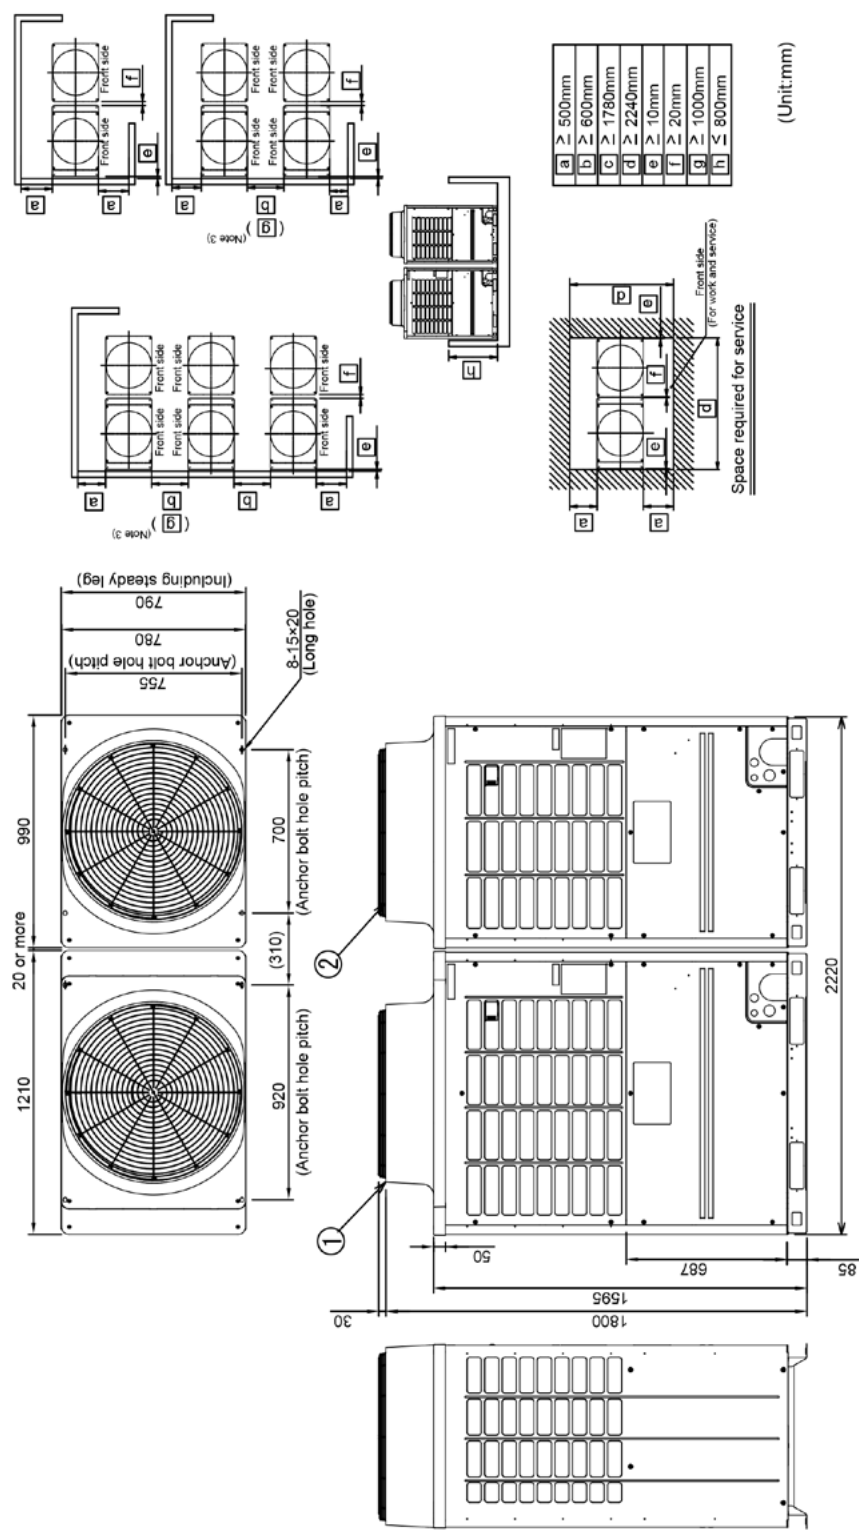 1210
20 or more
990
755
(Anchor bolt hole pitch)
780
790
(Including steady leg)
920
(Anchor bolt hole pitch)
(310)
700
(Anchor bolt hole pitch)
8-15×20
(Long hole)
①
②
30
1800
1595
50
687
85
2220
a
b
(g)
(Note 3)
b
a
Front side
Front side
Front side
Front side
Front side
Front side
e
f
a
a
Front side
Front side
e
f
a
b
(g)
(Note 3)
a
Front side
Front side
Front side
Front side
e
f
h
a
a
e
f
e
d
d
Front side
(For work and service)
Space required for service
a ≥ 500mm
b ≥ 600mm
c ≥ 1780mm
d ≥ 2240mm
e ≥ 10mm
f ≥ 20mm
g ≥ 1000mm
h ≤ 800mm
(Unit:mm)